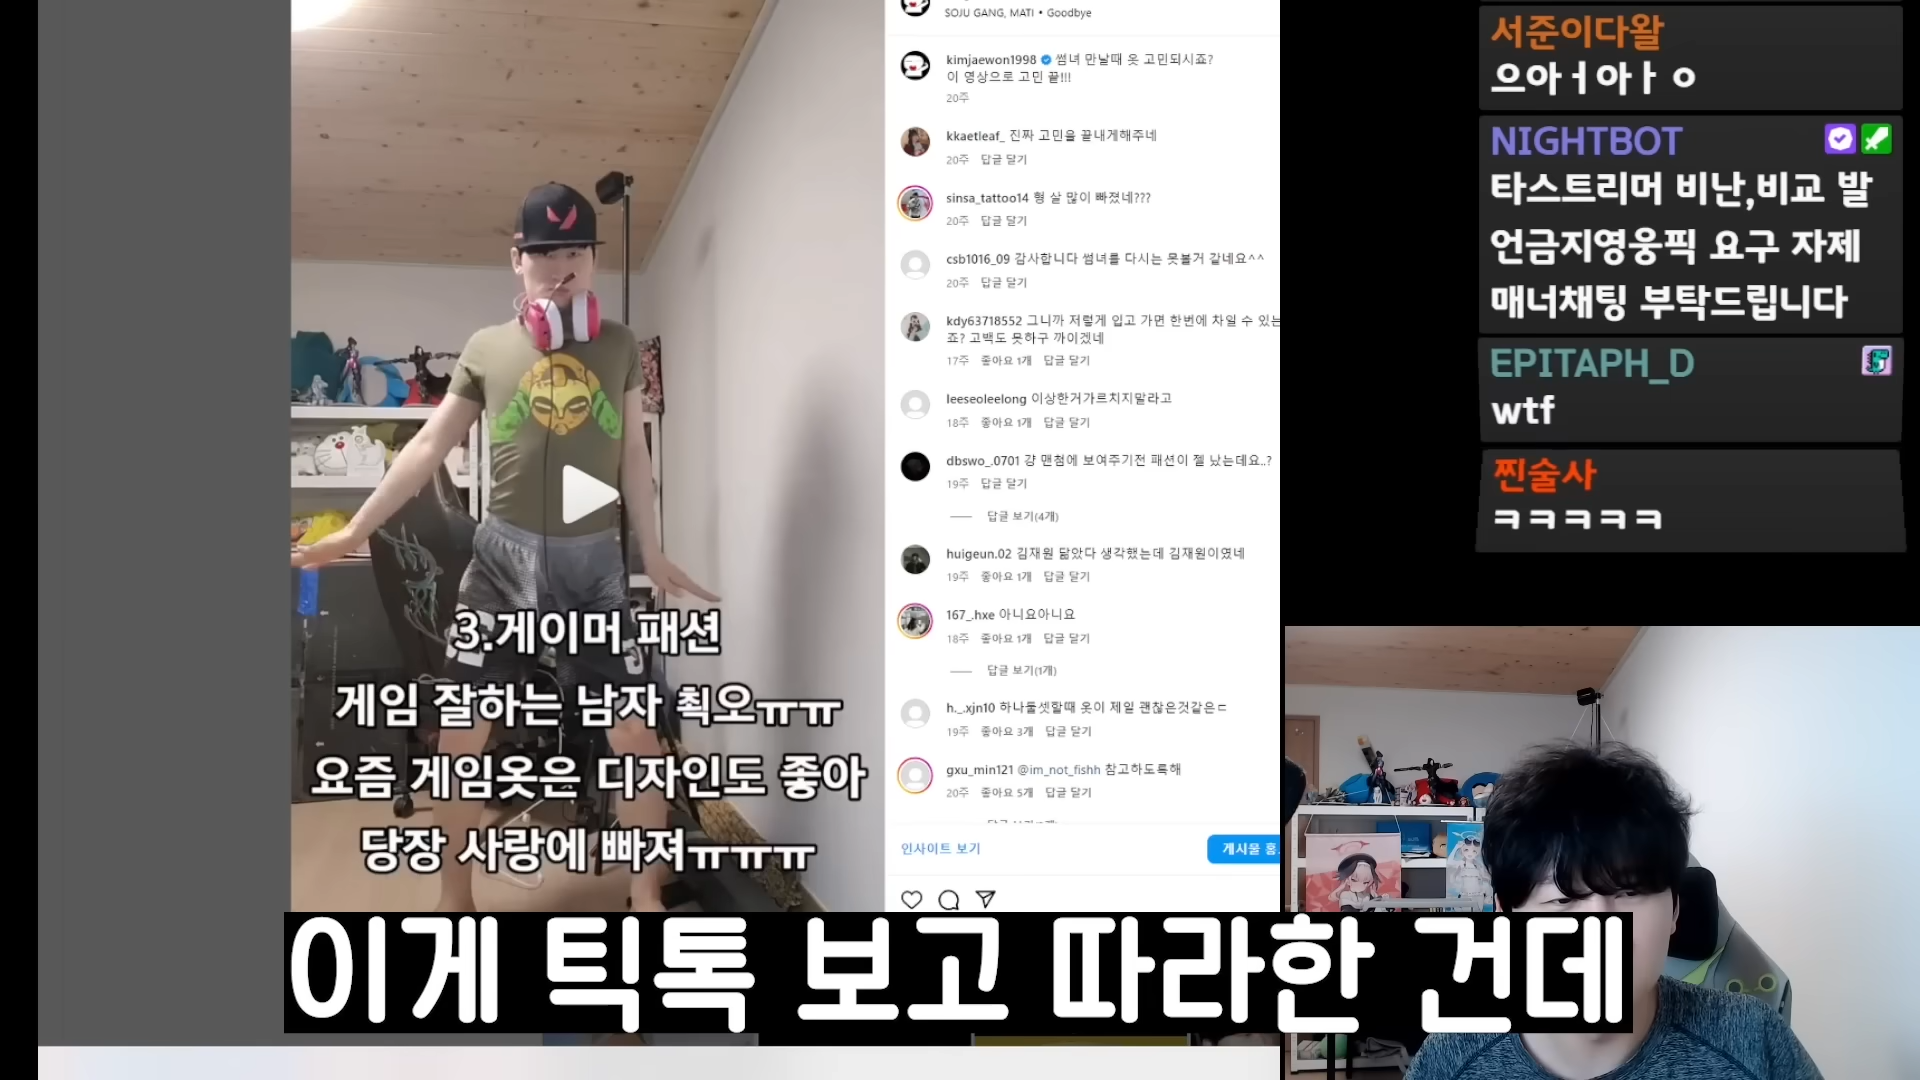 SOJU GANG, MATI • Goodbye
kimjaewon1998 썸녀 만날때 옷 고민되시죠?
이 영상으로 고민 끝!!!
20주
kkaetleaf_ 진짜 고민을 끝내게해주네
20주 답글 달기
sinsa_tattoo14 형 살 많이 빠졌네???
20주 답글 달기
csb1016_09 감사합니다 썸녀를 다시는 못볼거 같네요^^
20주 답글 달기
kdy63718552 그니까 저렇게 입고 가면 한번에 차일 수 있는
죠? 고백도 못하구 까이겠네
17주 좋아요 1개 답글 달기
leeseoleelong 이상한거가르치지말라고
18주 좋아요 1개 답글 달기
dbswo_.0701 걍 맨첨에 보여주기전 패션이 젤 났는데요..?
19주 답글 달기
답글 보기(4개)
huigeun.02 김재원 닮았다 생각했는데 김재원이였네
19주 좋아요 1개 답글 달기
167_.hxe 아니요아니요
18주 좋아요 1개 답글 달기
답글 보기(1개)
h._.xjn10 하나둘셋할때 옷이 제일 괜찮은것같은ㄷ
19주 좋아요 3개 답글 달기
gxu_min121 @im_not_fishh 참고하도록해
20주 좋아요 5개 답글 달기
인사이트 보기
게시물 홍
3.게이머 패션
게임 잘하는 남자 쵝오ㅠㅠ
요즘 게임옷은 디자인도 좋아
당장 사랑에 빠져ㅠㅠㅠ
이게 틱톡 보고 따라한 건데
서준이다왈
으아ㅓ아ㅏㅇ
NIGHTBOT
타스트리머 비난,비교 발
언금지영웅픽 요구 자제
매너채팅 부탁드립니다
EPITAPH_D
wtf
찐술사
ㅋㅋㅋㅋㅋ